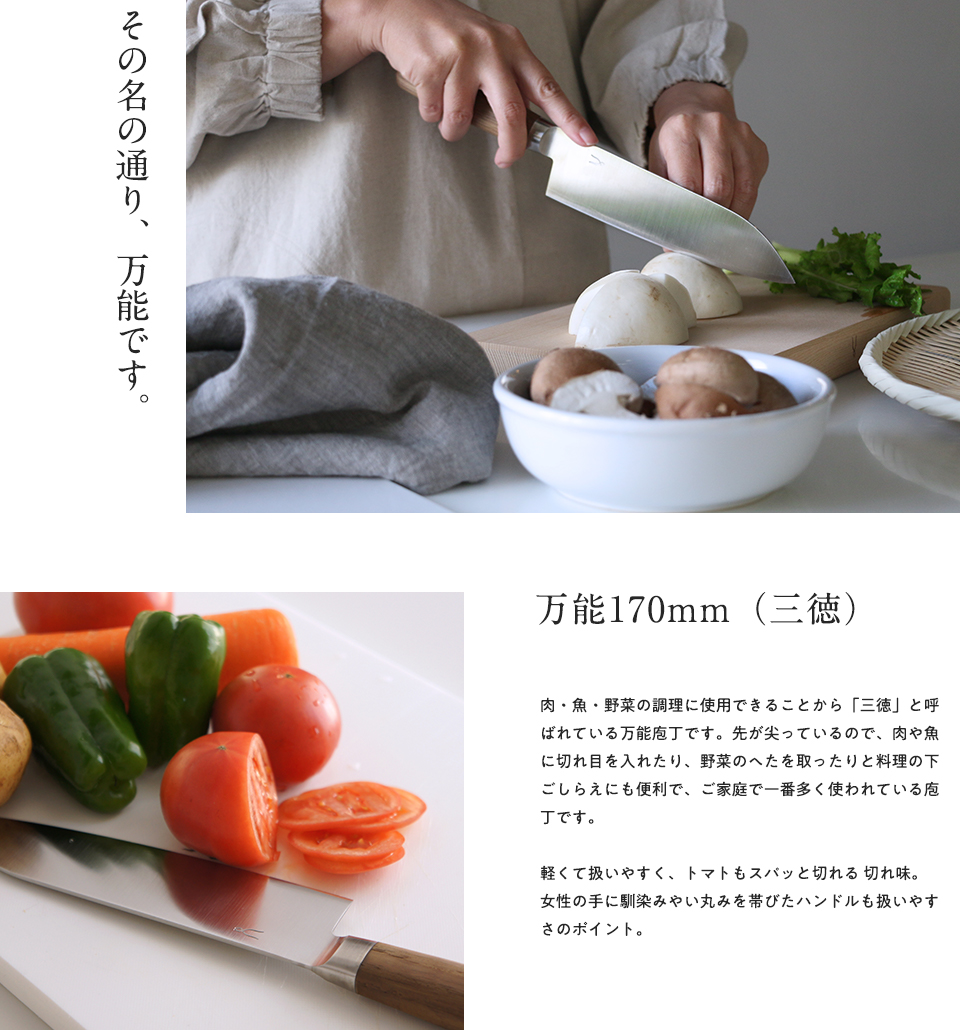 その名の通り、万能です。
万能170mm（三徳）
肉・魚・野菜の調理に使用できることから「三徳」と呼
ばれている万能庖丁です。先が尖っているので、肉や魚
に切れ目を入れたり、野菜のへたを取ったりと料理の下
ごしらえにも便利で、ご家庭で一番多く使われている庖
丁です。
軽くて扱いやすく、トマトもスパッと切れる 切れ味。
女性の手に馴染みやい丸みを帯びたハンドルも扱いやす
さのポイント。